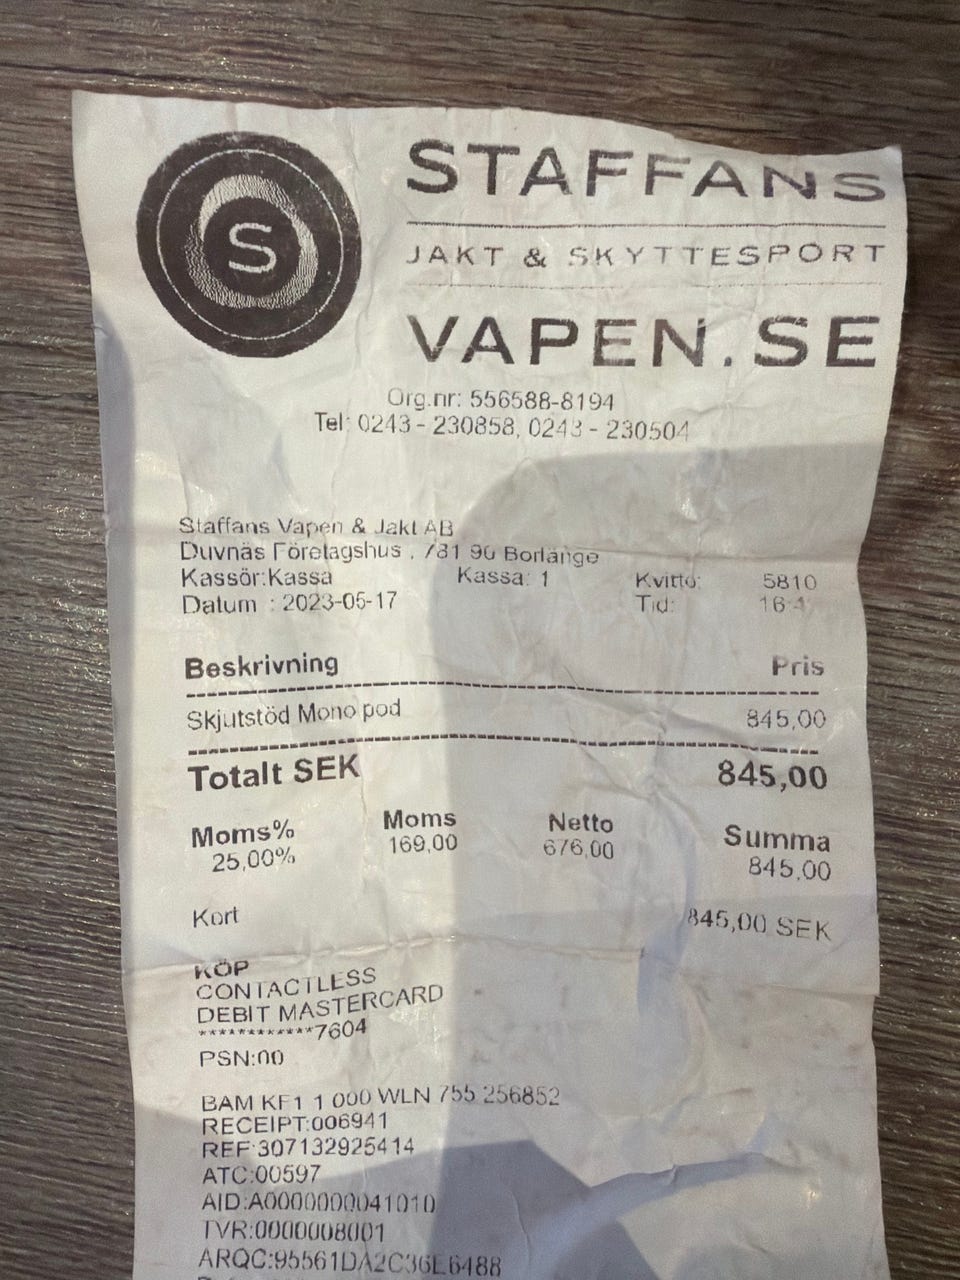 S
STAFFANS
JAKT & SKYTTESPORT
VAPEN.SE
Org.nr: 556588-8194
Tel: 0243 - 230858, 0243 - 230504
Staffans Vapen & Jakt AB
Duvnäs Företagshus , 781 90 Borlänge
Kassör:Kassa Kassa: 1 Kvitto: 5810
Datum : 2023-05-17 Tid:
Beskrivning Pris
Skjutstöd Mono pod 845,00
Totalt SEK 845,00
Moms% Moms Netto Summa
25,00% 169,00 676,00 845,00
Kort 845,00 SEK
KÖP
CONTACTLESS
DEBIT MASTERCARD
************7604
PSN:00
BAM KF1 1 000 WLN 755 256852
RECEIPT:006941
REF:307132925414
ATC:00597
AID:A0000000041010
TVR:0000008001
ARQC:95561DA2C36E6488